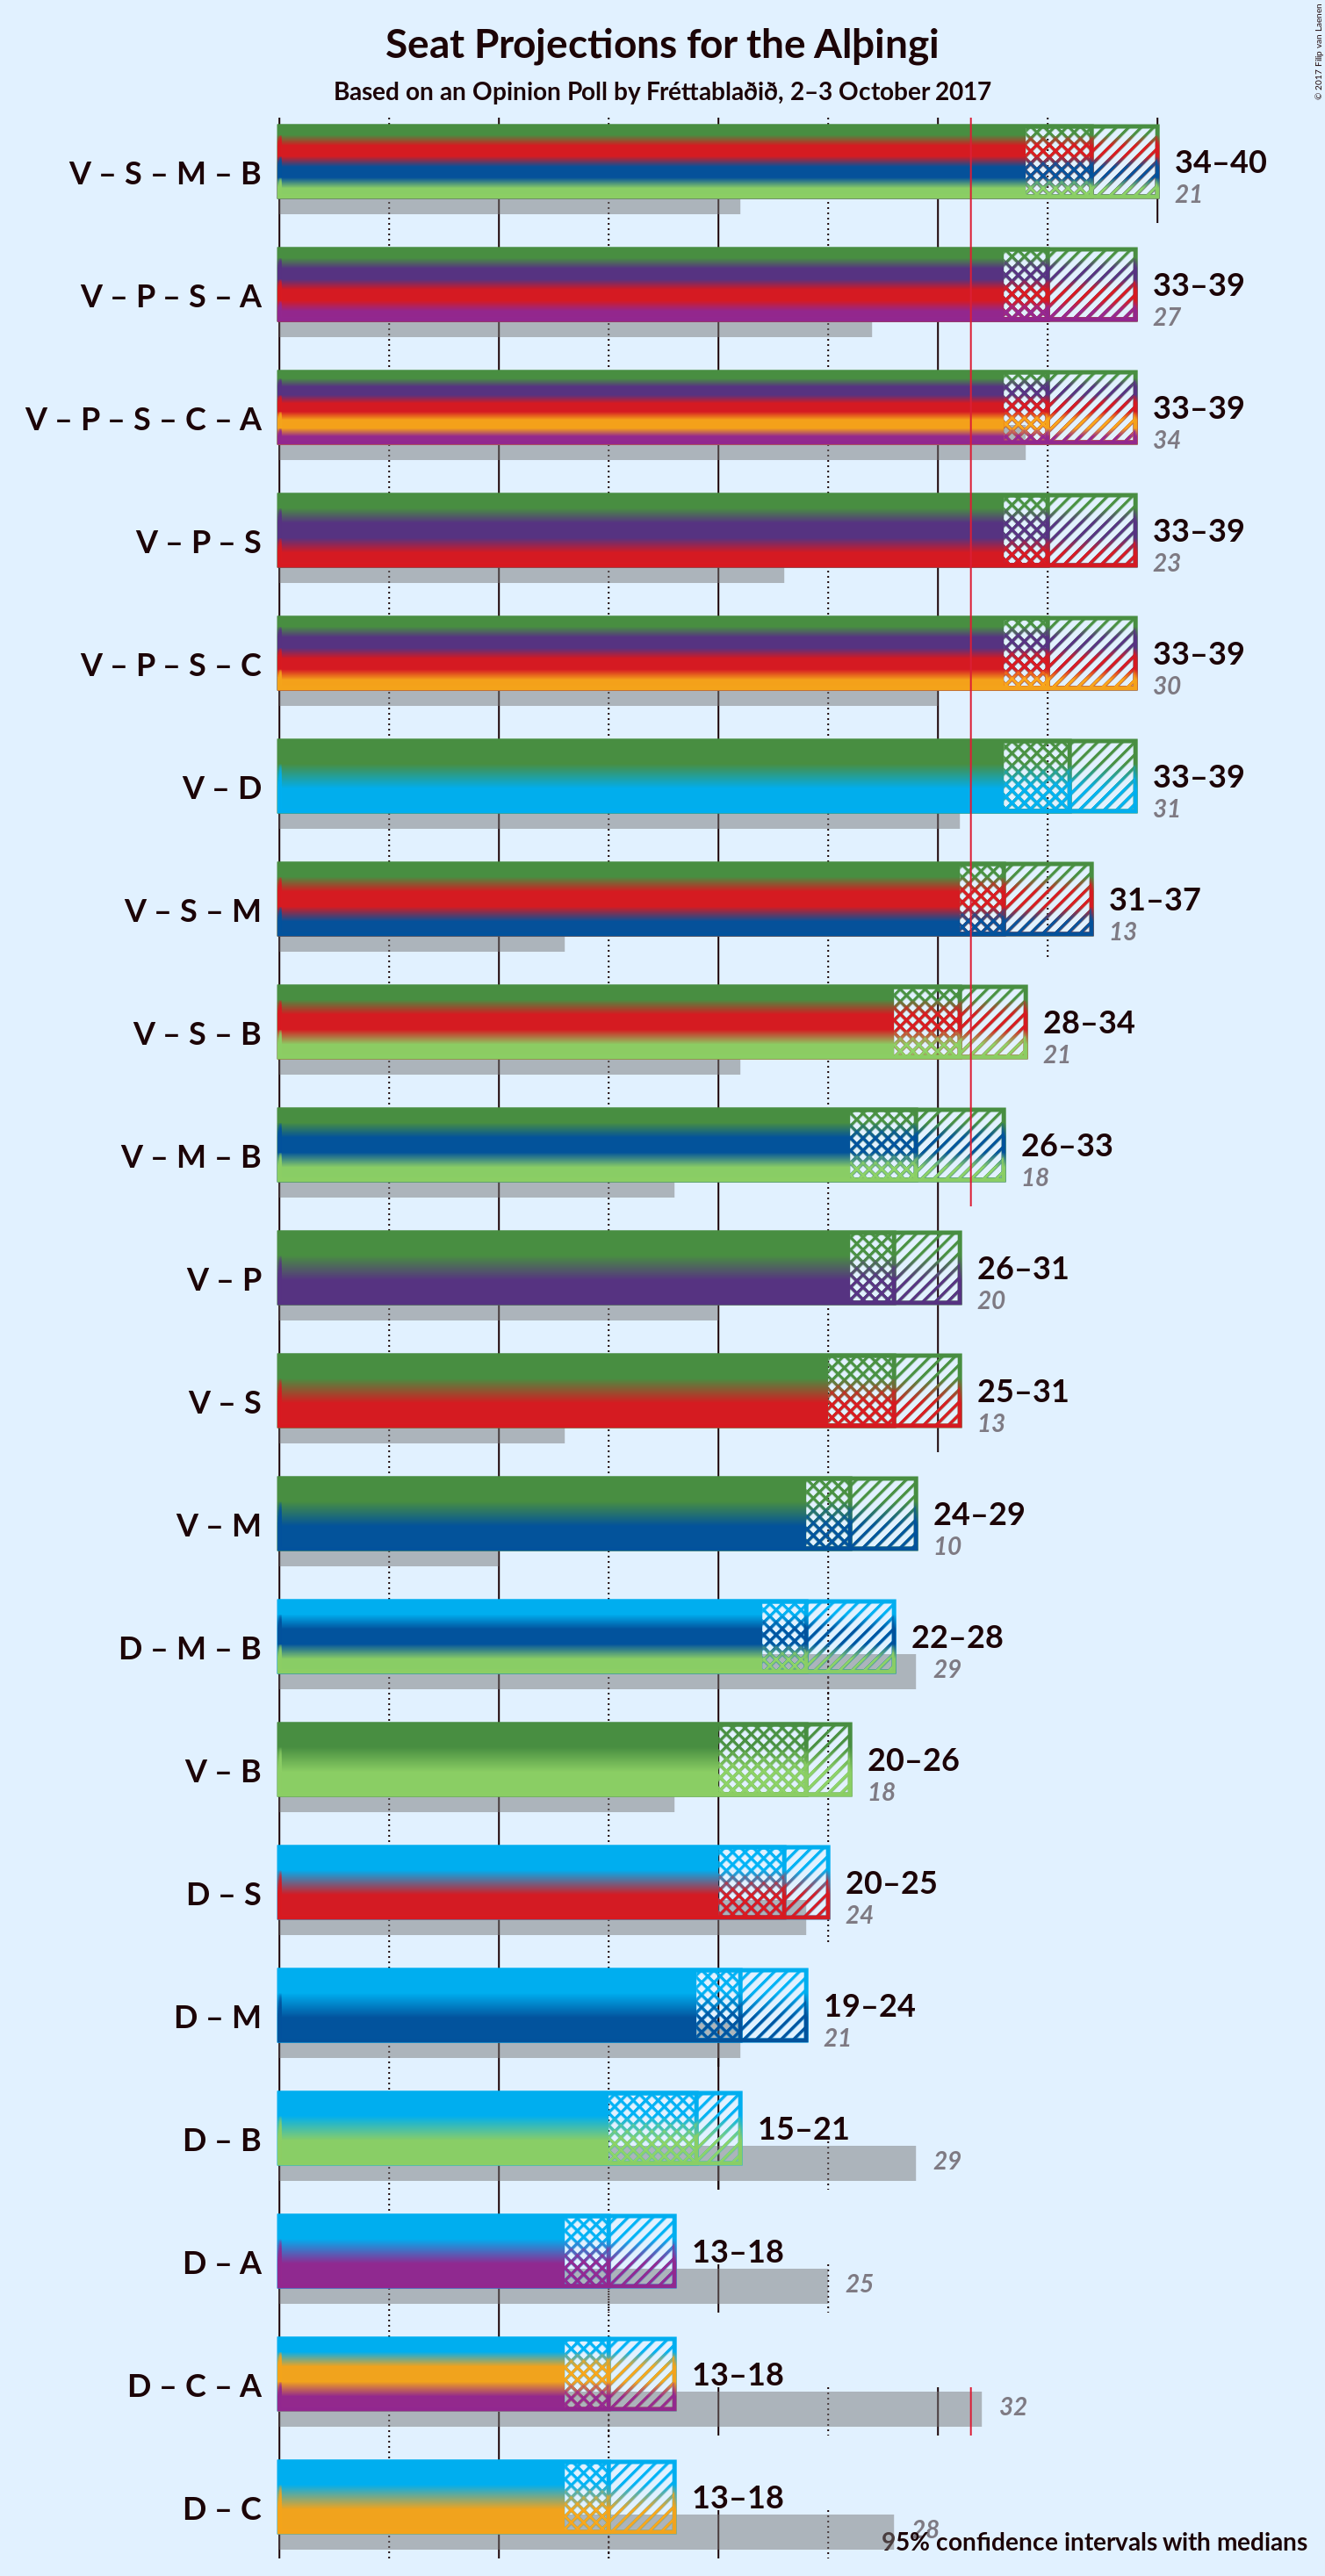 Seat Projections for the Alþingi
Based on an Opinion Poll by Fréttablaðið, 2–3 October 2017
© 2017 Filip van Laenen
V – S – M – B
34–40
21
V – P – S – A
33–39
27
V – P – S – C – A
33–39
34
V – P – S
33–39
23
V – P – S – C
33–39
30
V – D
33–39
31
V – S – M
31–37
13
V – S – B
28–34
21
V – M – B
26–33
18
V – P
26–31
20
V – S
25–31
13
V – M
24–29
10
D – M – B
22–28
29
V – B
20–26
18
D – S
20–25
24
D – M
19–24
21
D – B
15–21
29
D – A
13–18
25
D – C – A
13–18
32
D – C
13–18
28
95% confidence intervals with medians